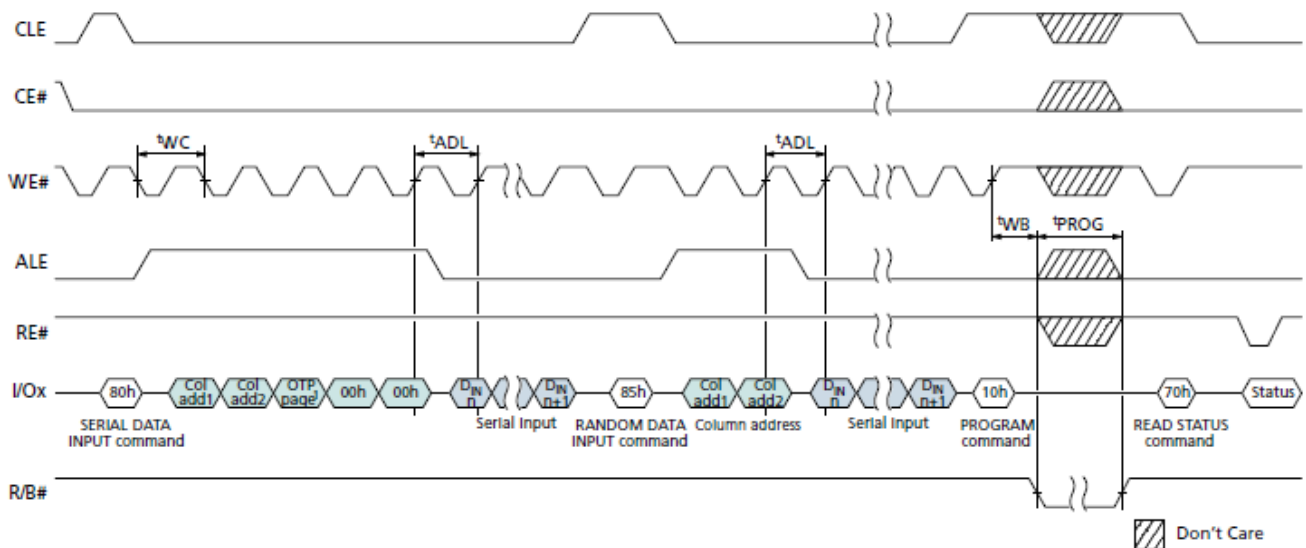 CLE
CE#
tWC
tADL
tADL
WE#
tWB
tPROG
ALE
RE#
I/Ox
80h
Col
add1
Col
add2
OTP
page1
00h
00h
DIN
n
DIN
n+1
85h
Col
add1
Col
add2
DIN
n
DIN
n+1
10h
70h
Status
SERIAL DATA
INPUT command
Serial input
RANDOM DATA
INPUT command
Column address
Serial input
PROGRAM
command
READ STATUS
command
R/B#
Don't Care